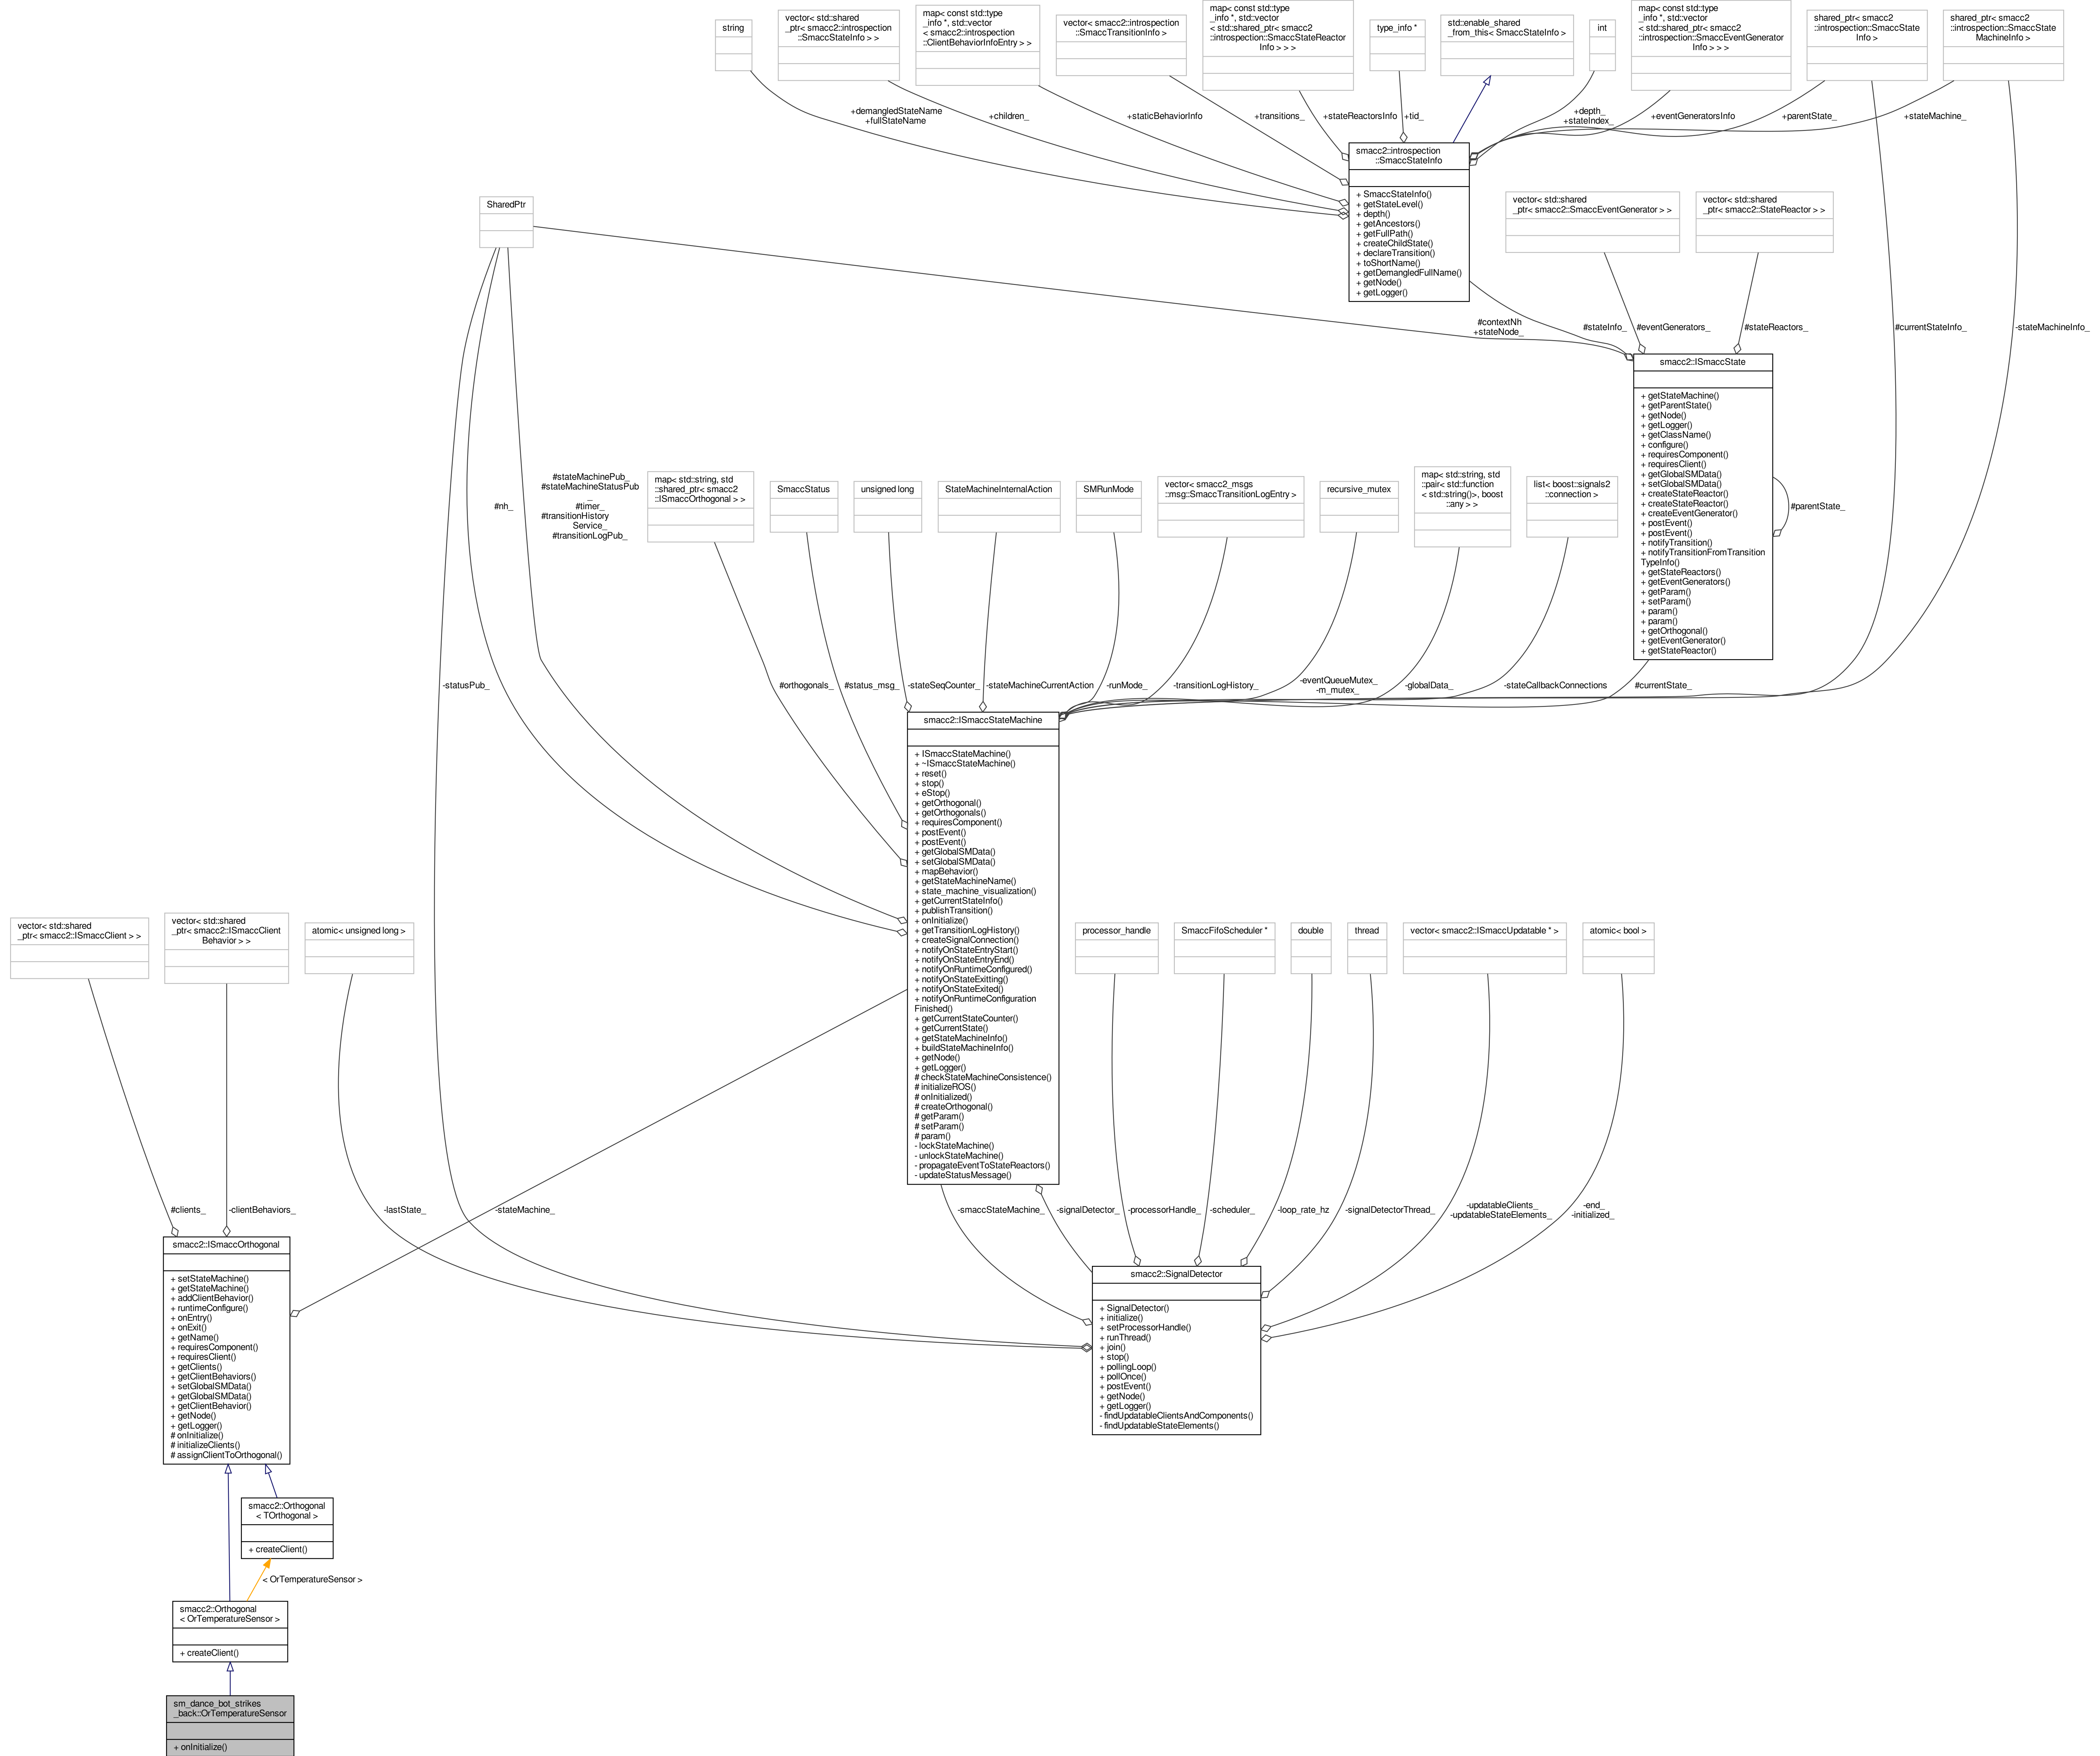 string
vector< std::shared
_ptr< smacc2::introspection
::SmaccStateInfo > >
map< const std::type
_info *, std::vector
< smacc2::introspection
::ClientBehaviorInfoEntry > >
vector< smacc2::introspection
::SmaccTransitionInfo >
map< const std::type
_info *, std::vector
< std::shared_ptr< smacc2
::introspection::SmaccStateReactor
Info > > >
type_info *
std::enable_shared
_from_this< SmaccStateInfo >
int
map< const std::type
_info *, std::vector
< std::shared_ptr< smacc2
::introspection::SmaccEventGenerator
Info > > >
shared_ptr< smacc2
::introspection::SmaccState
Info >
shared_ptr< smacc2
::introspection::SmaccState
MachineInfo >
+demangledStateName
+fullStateName
+children_
+staticBehaviorInfo
+transitions_
+stateReactorsInfo
+tid_
+depth_
+stateIndex_
+eventGeneratorsInfo
+parentState_
+stateMachine_
smacc2::introspection
::SmaccStateInfo
+ SmaccStateInfo()
+ getStateLevel()
+ depth()
+ getAncestors()
+ getFullPath()
+ createChildState()
+ declareTransition()
+ toShortName()
+ getDemangledFullName()
+ getNode()
+ getLogger()
SharedPtr
vector< std::shared
_ptr< smacc2::SmaccEventGenerator > >
vector< std::shared
_ptr< smacc2::StateReactor > >
#contextNh
+stateNode_
#stateInfo_
#eventGenerators_
#stateReactors_
#currentStateInfo_
-stateMachineInfo_
smacc2::ISmaccState
+ getStateMachine()
+ getParentState()
+ getNode()
+ getLogger()
+ getClassName()
+ configure()
+ requiresComponent()
+ requiresClient()
+ getGlobalSMData()
+ setGlobalSMData()
+ createStateReactor()
+ createStateReactor()
+ createEventGenerator()
+ postEvent()
+ postEvent()
+ notifyTransition()
+ notifyTransitionFromTransition
TypeInfo()
+ getStateReactors()
+ getEventGenerators()
+ getParam()
+ setParam()
+ param()
+ param()
+ getOrthogonal()
+ getEventGenerator()
+ getStateReactor()
#parentState_
#nh_
#stateMachinePub_
#stateMachineStatusPub
_
#timer_
#transitionHistory
Service_
#transitionLogPub_
map< std::string, std
::shared_ptr< smacc2
::ISmaccOrthogonal > >
SmaccStatus
unsigned long
StateMachineInternalAction
SMRunMode
vector< smacc2_msgs
::msg::SmaccTransitionLogEntry >
recursive_mutex
map< std::string, std
::pair< std::function
< std::string()>, boost
::any > >
list< boost::signals2
::connection >
-statusPub_
#orthogonals_
#status_msg_
-stateSeqCounter_
-stateMachineCurrentAction
-runMode_
-transitionLogHistory_
-eventQueueMutex_
-m_mutex_
-globalData_
-stateCallbackConnections
#currentState_
smacc2::ISmaccStateMachine
+ ISmaccStateMachine()
+ ~ISmaccStateMachine()
+ reset()
+ stop()
+ eStop()
+ getOrthogonal()
+ getOrthogonals()
+ requiresComponent()
+ postEvent()
+ postEvent()
+ getGlobalSMData()
+ setGlobalSMData()
+ mapBehavior()
+ getStateMachineName()
+ state_machine_visualization()
+ getCurrentStateInfo()
+ publishTransition()
+ onInitialize()
+ getTransitionLogHistory()
+ createSignalConnection()
+ notifyOnStateEntryStart()
+ notifyOnStateEntryEnd()
+ notifyOnRuntimeConfigured()
+ notifyOnStateExitting()
+ notifyOnStateExited()
+ notifyOnRuntimeConfiguration
Finished()
+ getCurrentStateCounter()
+ getCurrentState()
+ getStateMachineInfo()
+ buildStateMachineInfo()
+ getNode()
+ getLogger()
# checkStateMachineConsistence()
# initializeROS()
# onInitialized()
# createOrthogonal()
# getParam()
# setParam()
# param()
- lockStateMachine()
- unlockStateMachine()
- propagateEventToStateReactors()
- updateStatusMessage()
vector< std::shared
_ptr< smacc2::ISmaccClient > >
vector< std::shared
_ptr< smacc2::ISmaccClient
Behavior > >
atomic< unsigned long >
processor_handle
SmaccFifoScheduler *
double
thread
vector< smacc2::ISmaccUpdatable * >
atomic< bool >
#clients_
-clientBehaviors_
-lastState_
-stateMachine_
-smaccStateMachine_
-signalDetector_
-processorHandle_
-scheduler_
-loop_rate_hz
-signalDetectorThread_
-updatableClients_
-updatableStateElements_
-end_
-initialized_
smacc2::ISmaccOrthogonal
+ setStateMachine()
+ getStateMachine()
+ addClientBehavior()
+ runtimeConfigure()
+ onEntry()
+ onExit()
+ getName()
+ requiresComponent()
+ requiresClient()
+ getClients()
+ getClientBehaviors()
+ setGlobalSMData()
+ getGlobalSMData()
+ getClientBehavior()
+ getNode()
+ getLogger()
# onInitialize()
# initializeClients()
# assignClientToOrthogonal()
smacc2::SignalDetector
+ SignalDetector()
+ initialize()
+ setProcessorHandle()
+ runThread()
+ join()
+ stop()
+ pollingLoop()
+ pollOnce()
+ postEvent()
+ getNode()
+ getLogger()
- findUpdatableClientsAndComponents()
- findUpdatableStateElements()
smacc2::Orthogonal
< TOrthogonal >
+ createClient()
< OrTemperatureSensor >
smacc2::Orthogonal
< OrTemperatureSensor >
+ createClient()
sm_dance_bot_strikes
_back::OrTemperatureSensor
+ onInitialize()